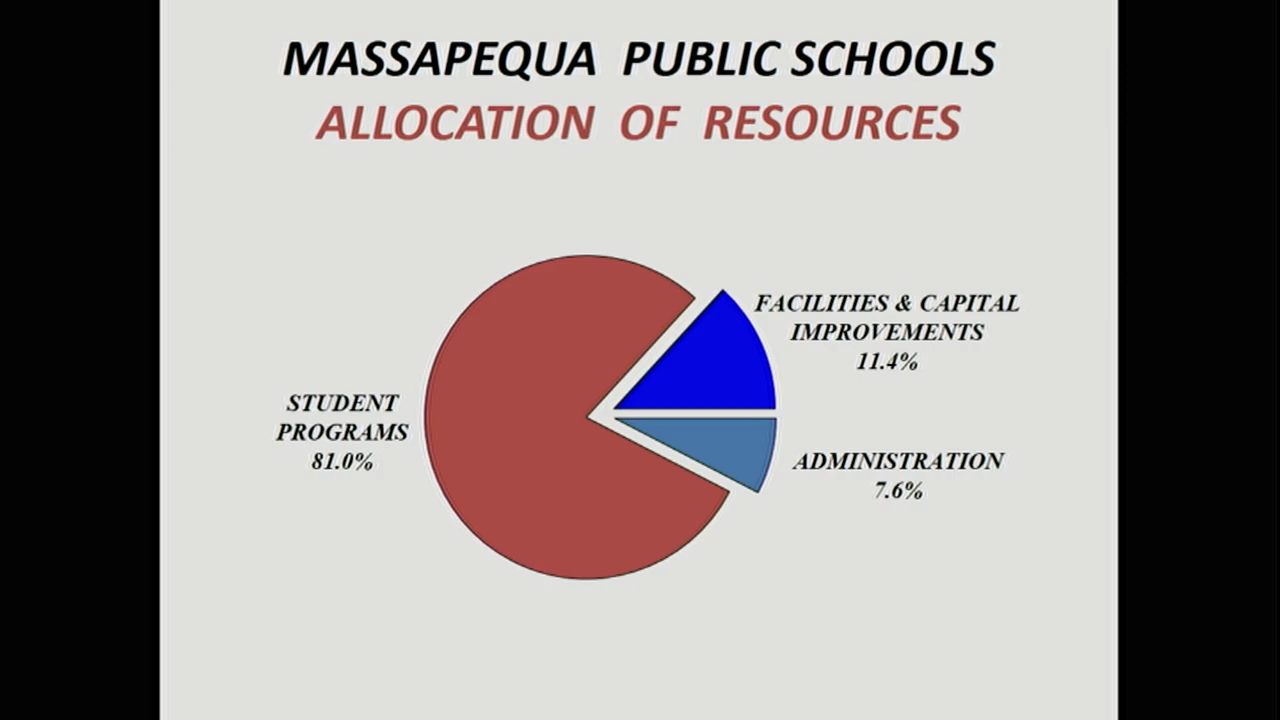 MASSAPEQUA PUBLIC SCHOOLS
ALLOCATION OF RESOURCES
FACILITIES & CAPITAL
IMPROVEMENTS
11.4%
STUDENT
PROGRAMS
81.0%
ADMINISTRATION
7.6%